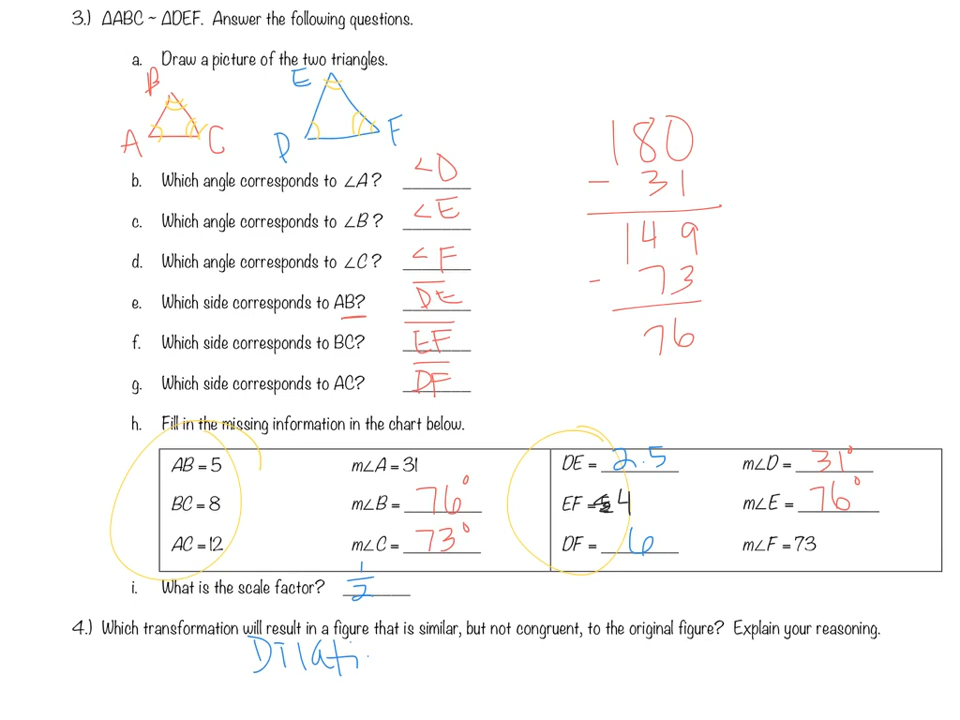 3.) ΔABC ~ ΔDEF. Answer the following questions.
a. Draw a picture of the two triangles.
B E
A C D F
180
- 31
149
- 73
76
b. Which angle corresponds to ∠A? ∠D
c. Which angle corresponds to ∠B? ∠E
d. Which angle corresponds to ∠C? ∠F
e. Which side corresponds to AB? DE
f. Which side corresponds to BC? EF
g. Which side corresponds to AC? DF
h. Fill in the missing information in the chart below.
AB = 5 m∠A = 31 DE = 2.5 m∠D = 31°
BC = 8 m∠B = 76° EF = 4 m∠E = 76°
AC = 12 m∠C = 73° DF = 6 m∠F = 73
i. What is the scale factor? 1/2
4.) Which transformation will result in a figure that is similar, but not congruent, to the original figure? Explain your reasoning.
Dilati